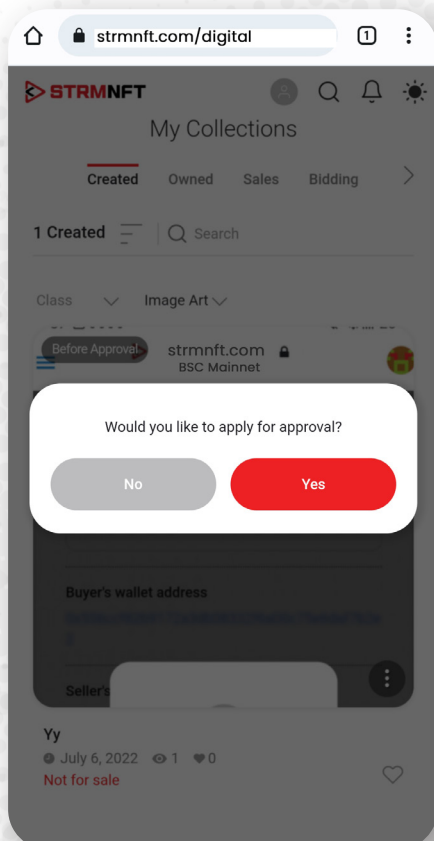 strmnft.com/digital 1
STRMNFT
My Collections
Created Owned Sales Bidding
1 Created Search
Class Image Art
Before Approval strmnft.com
BSC Mainnet
Would you like to apply for approval?
No Yes
Buyer's wallet address
Seller's
Yy
July 6, 2022 1 0
Not for sale